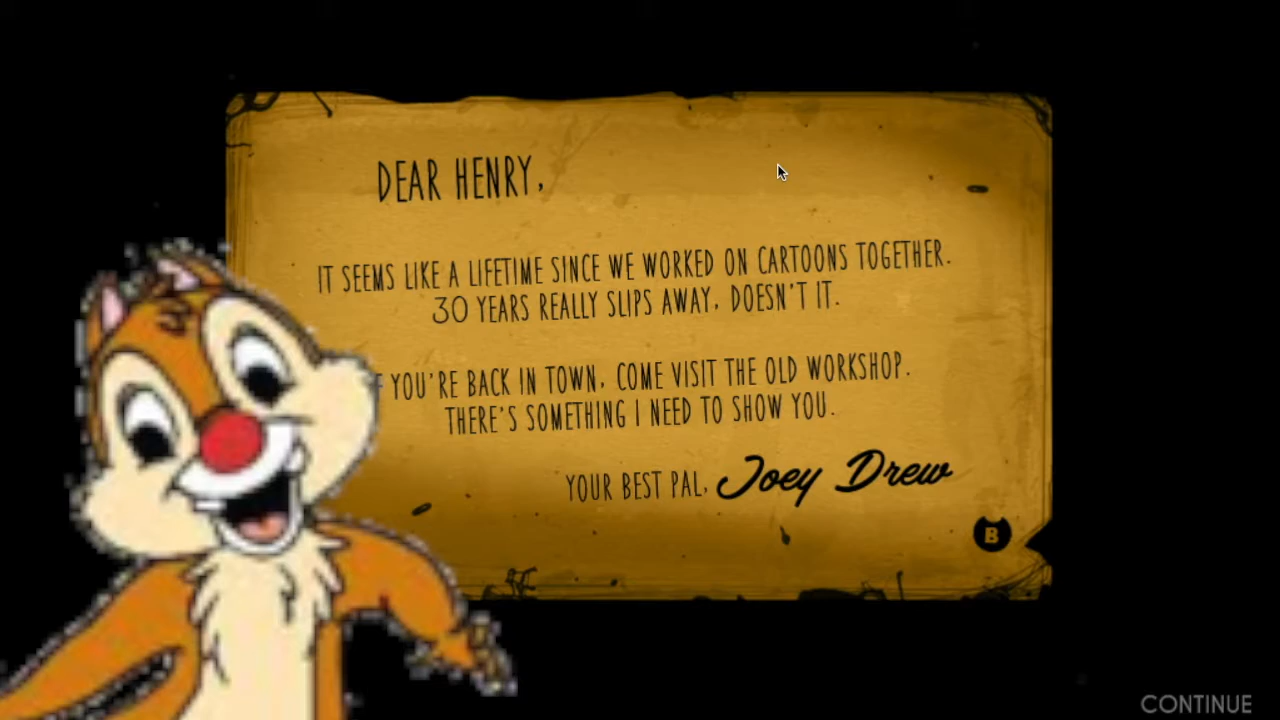 DEAR HENRY,
IT SEEMS LIKE A LIFETIME SINCE WE WORKED ON CARTOONS TOGETHER.
30 YEARS REALLY SLIPS AWAY, DOESN'T IT.
YOU'RE BACK IN TOWN, COME VISIT THE OLD WORKSHOP.
THERE'S SOMETHING I NEED TO SHOW YOU.
YOUR BEST PAL, Joey Drew
B
CONTINUE